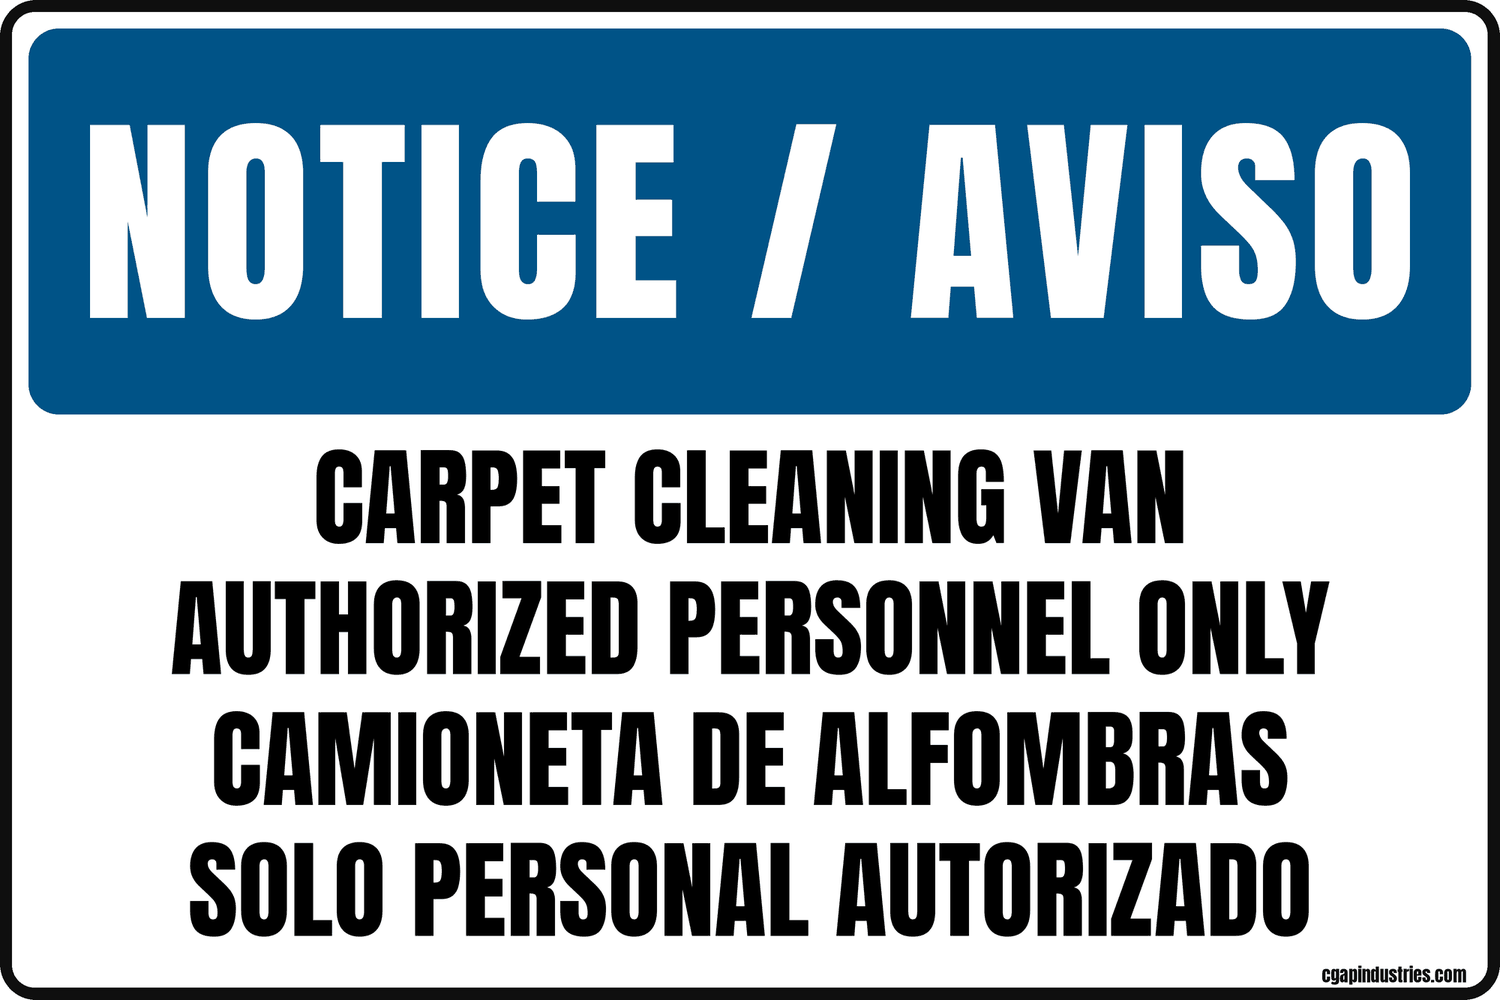 NOTICE / AVISO
CARPET CLEANING VAN
AUTHORIZED PERSONNEL ONLY
CAMIONETA DE ALFOMBRAS
SOLO PERSONAL AUTORIZADO
cgapindustries.com